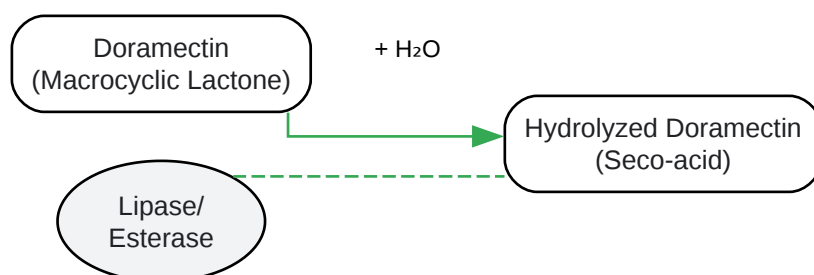 Doramectin
(Macrocyclic Lactone)
+ H₂O
Hydrolyzed Doramectin
(Seco-acid)
Lipase/
Esterase